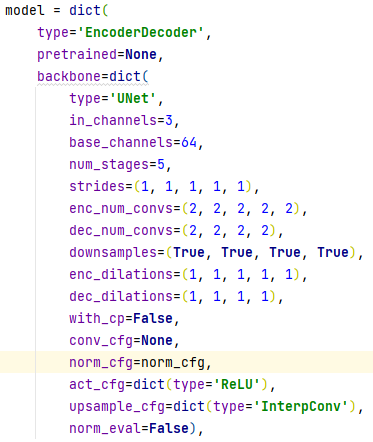 model = dict(
    type='EncoderDecoder',
    pretrained=None,
    backbone=dict(
        type='UNet',
        in_channels=3,
        base_channels=64,
        num_stages=5,
        strides=(1, 1, 1, 1, 1),
        enc_num_convs=(2, 2, 2, 2, 2),
        dec_num_convs=(2, 2, 2, 2),
        downsamples=(True, True, True, True),
        enc_dilations=(1, 1, 1, 1, 1),
        dec_dilations=(1, 1, 1, 1),
        with_cp=False,
        conv_cfg=None,
        norm_cfg=norm_cfg,
        act_cfg=dict(type='ReLU'),
        upsample_cfg=dict(type='InterpConv'),
        norm_eval=False),